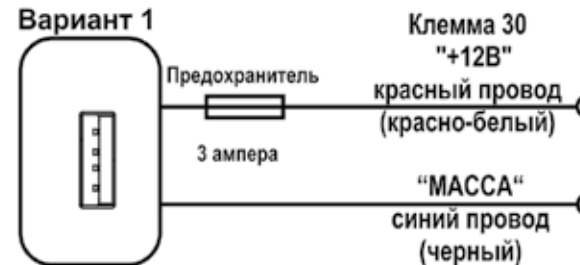 Вариант 1
Клемма 30
"+12В"
Предохранитель
красный провод
(красно-белый)
3 ампера
“МАССА“
синий провод
(черный)